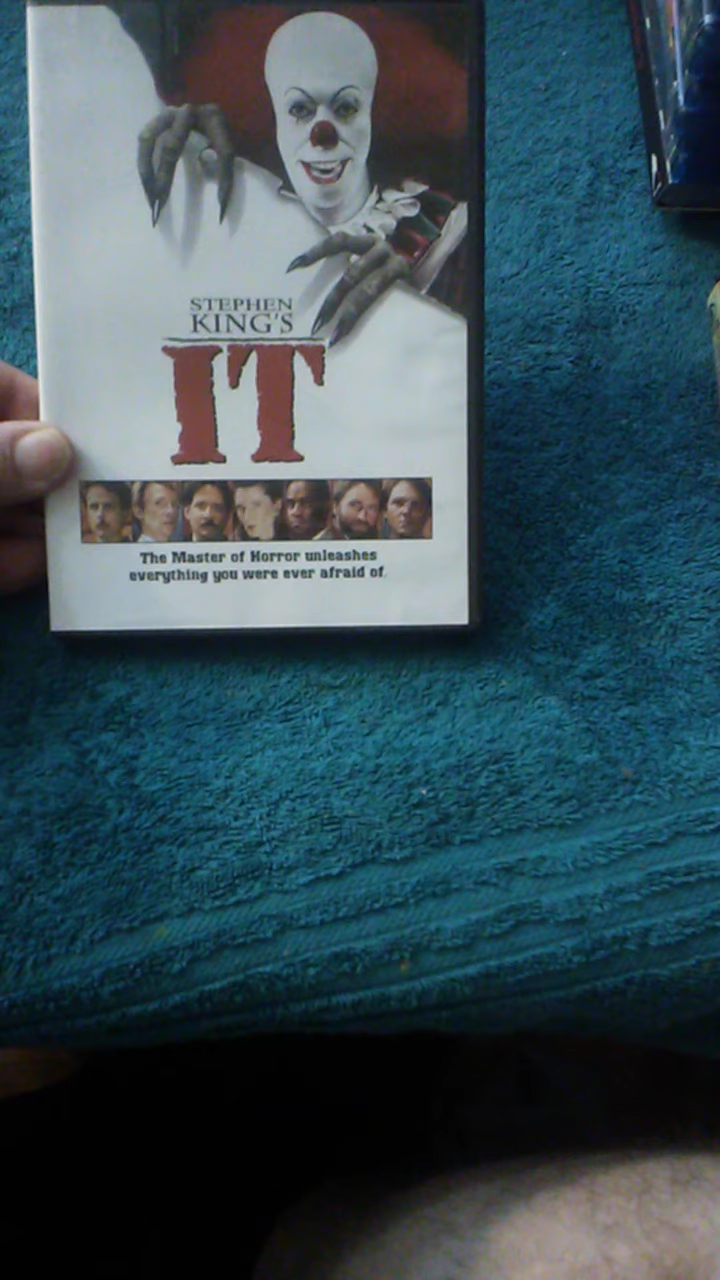 STEPHEN
KING'S
IT
The Master of Horror unleashes
everything you were ever afraid of.